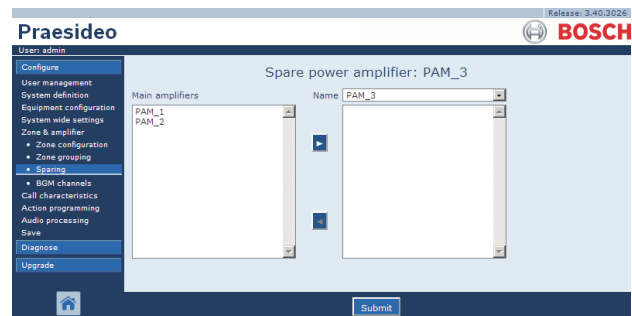 Release: 3.40.3026
Praesideo
BOSCH
User: admin
Configure
User management
System definition
Equipment configuration
System wide settings
Zone & amplifier
• Zone configuration
• Zone grouping
• Sparing
• BGM channels
Call characteristics
Action programming
Audio processing
Save
Diagnose
Upgrade
Spare power amplifier: PAM_3
Main amplifiers
Name PAM_3
PAM_1
PAM_2
Submit